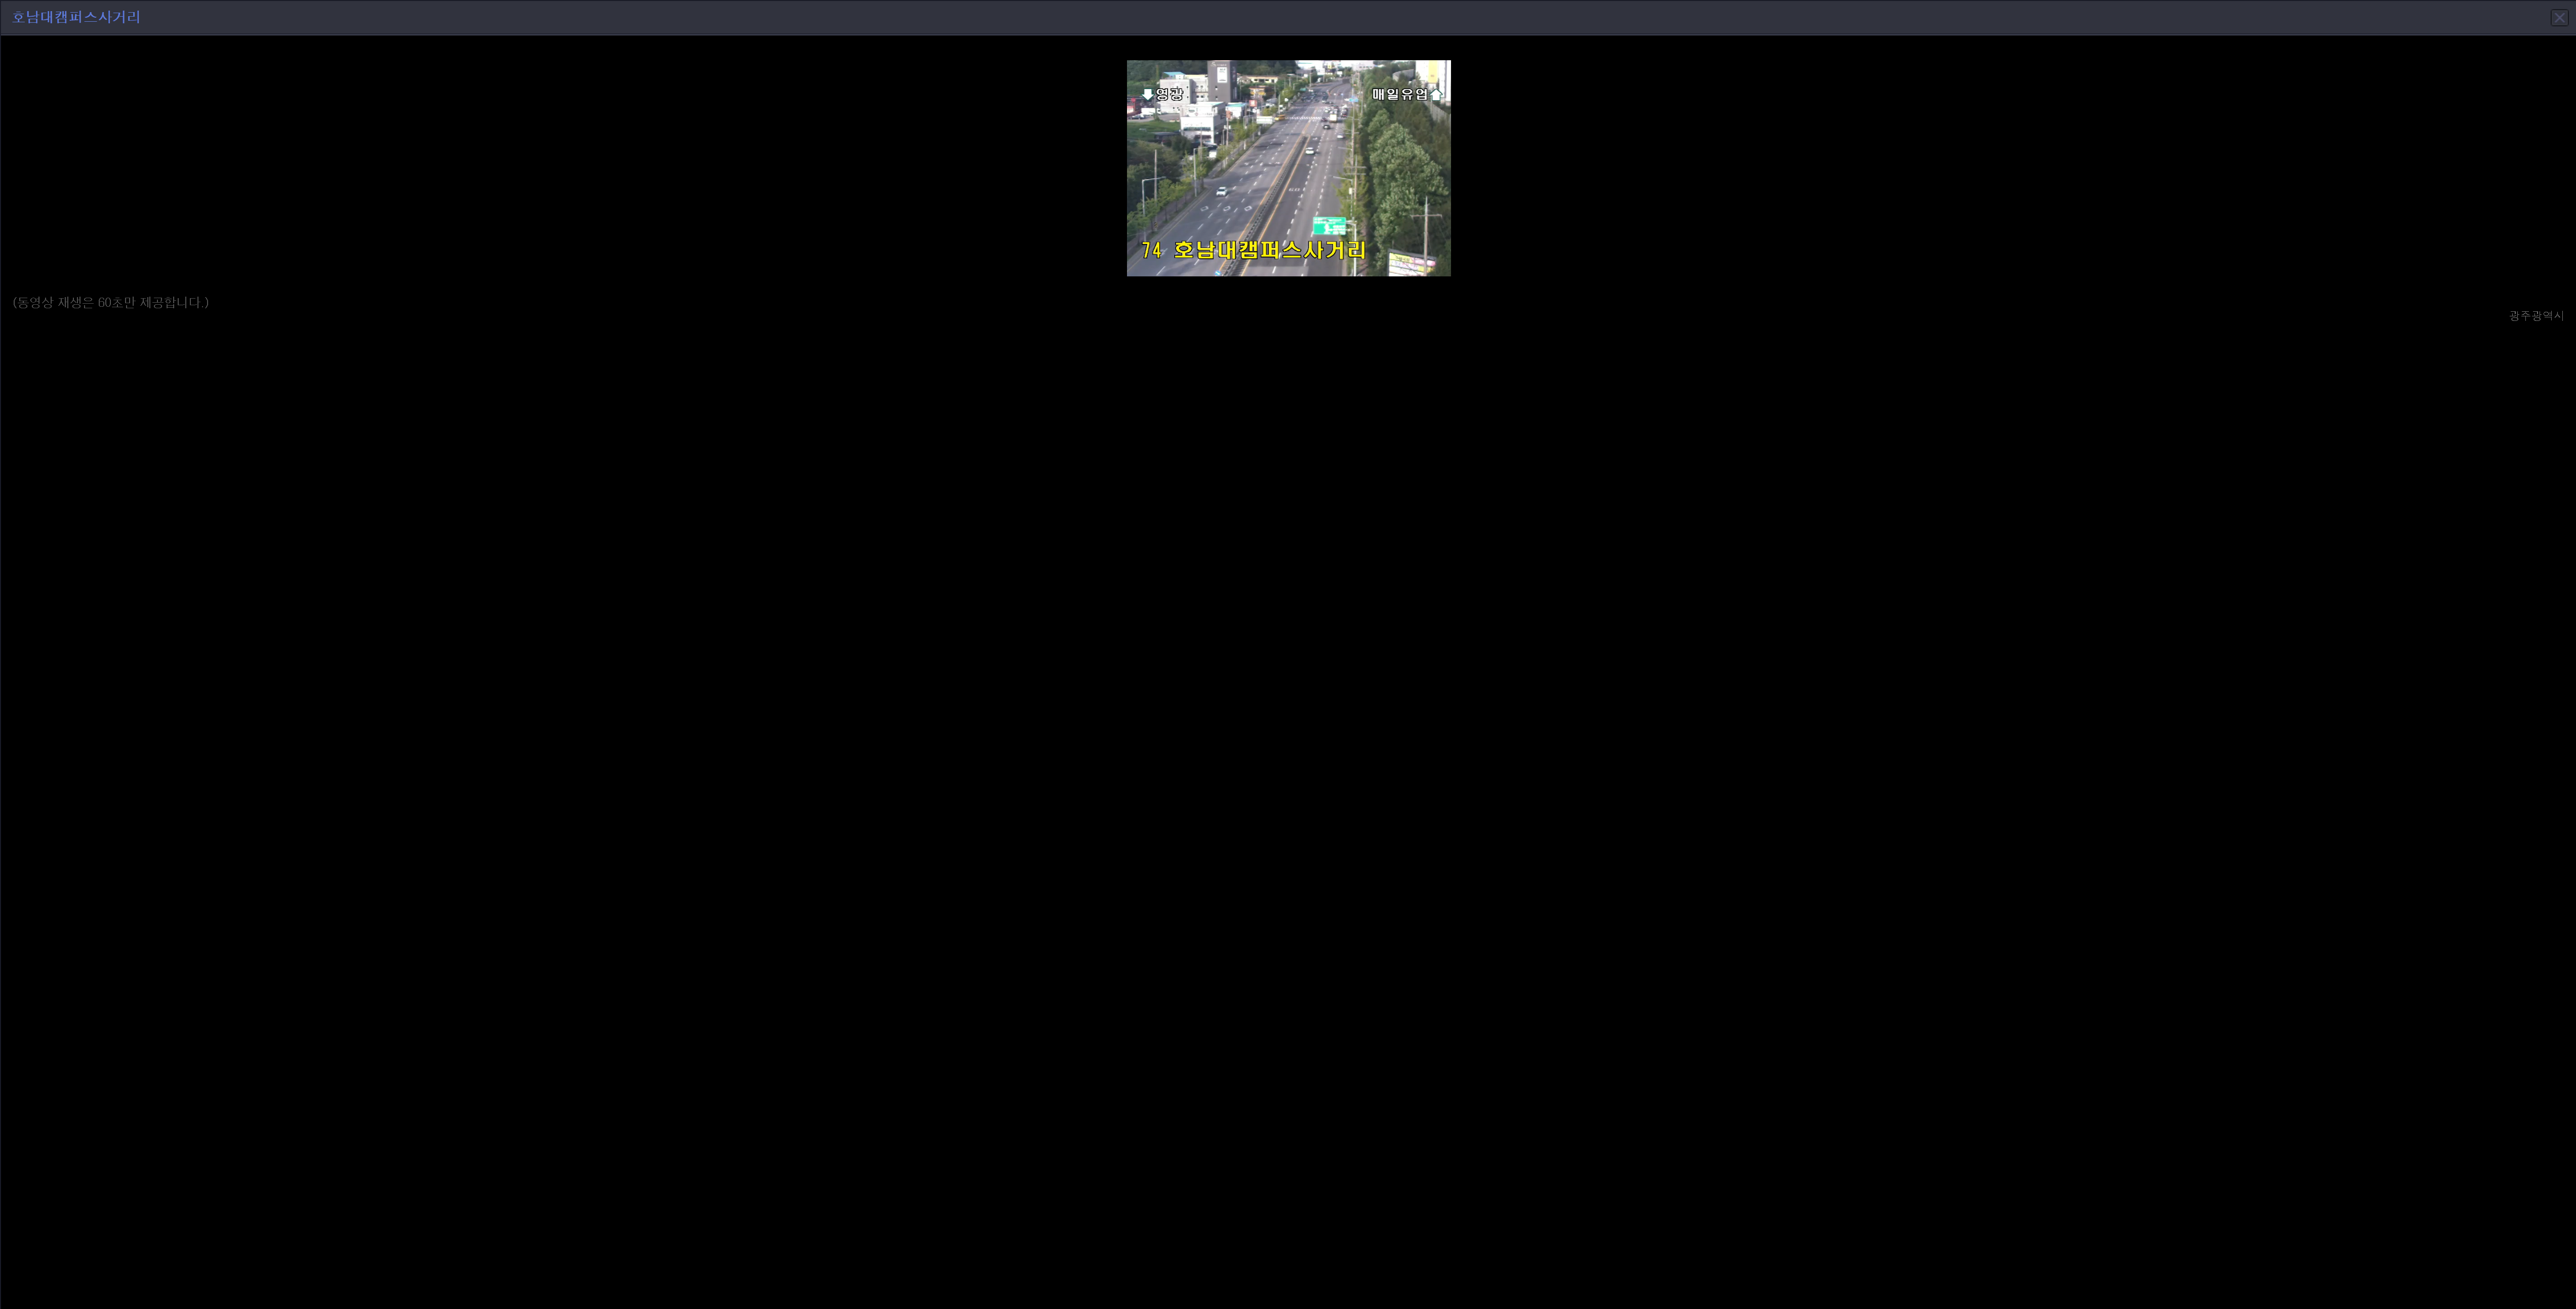 호남대캠퍼스사거리
영광
매일유업
74 호남대캠퍼스사거리
(동영상 재생은 60초만 제공합니다.)
광주광역시